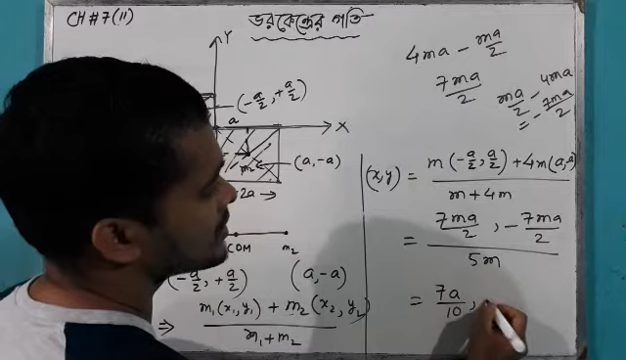 CH # 7 (11)
ভরকেন্দ্রের গতি
Y
(-a/2, +a/2)
a
X
m₂
(a, -a)
2a →
COM
m₂
(-a/2, +a/2) (a, -a)
⇒ m₁(x₁, y₁) + m₂(x₂, y₂) / m₁ + m₂
4ma - ma/2
7ma/2
ma/2 - 4ma
= - 7ma/2
(x, y) = m(-a/2, a/2) + 4m(a, a) / m + 4m
= 7ma/2, - 7ma/2 / 5m
= 7a/10,